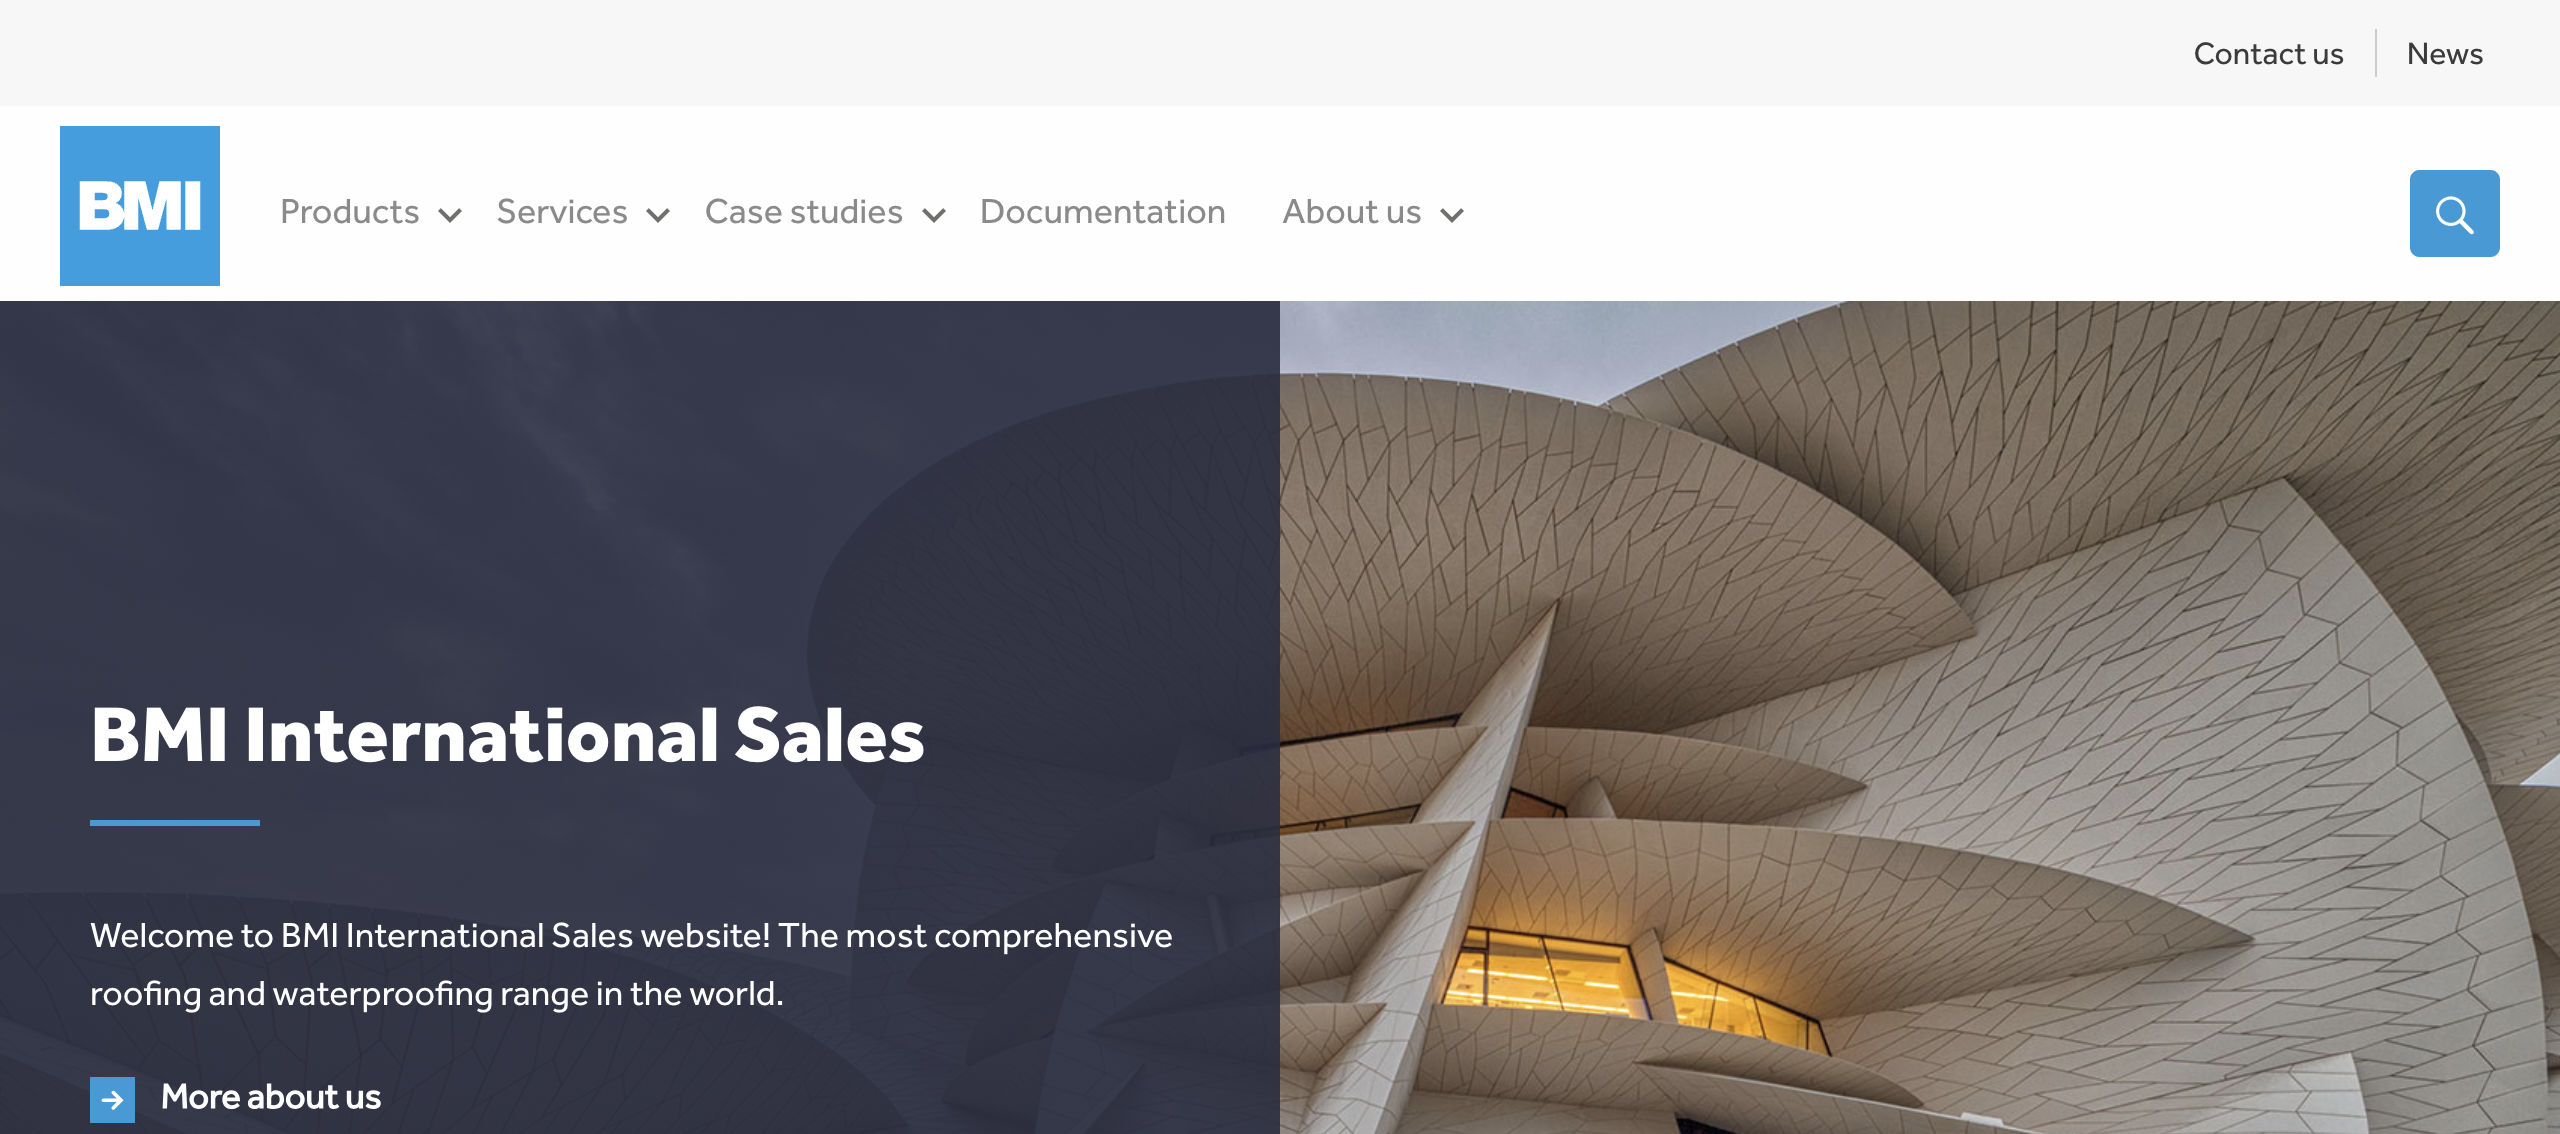 Contact us
News
BMI
Products
Services
Case studies
Documentation
About us
BMI International Sales
Welcome to BMI International Sales website! The most comprehensive
roofing and waterproofing range in the world.
More about us